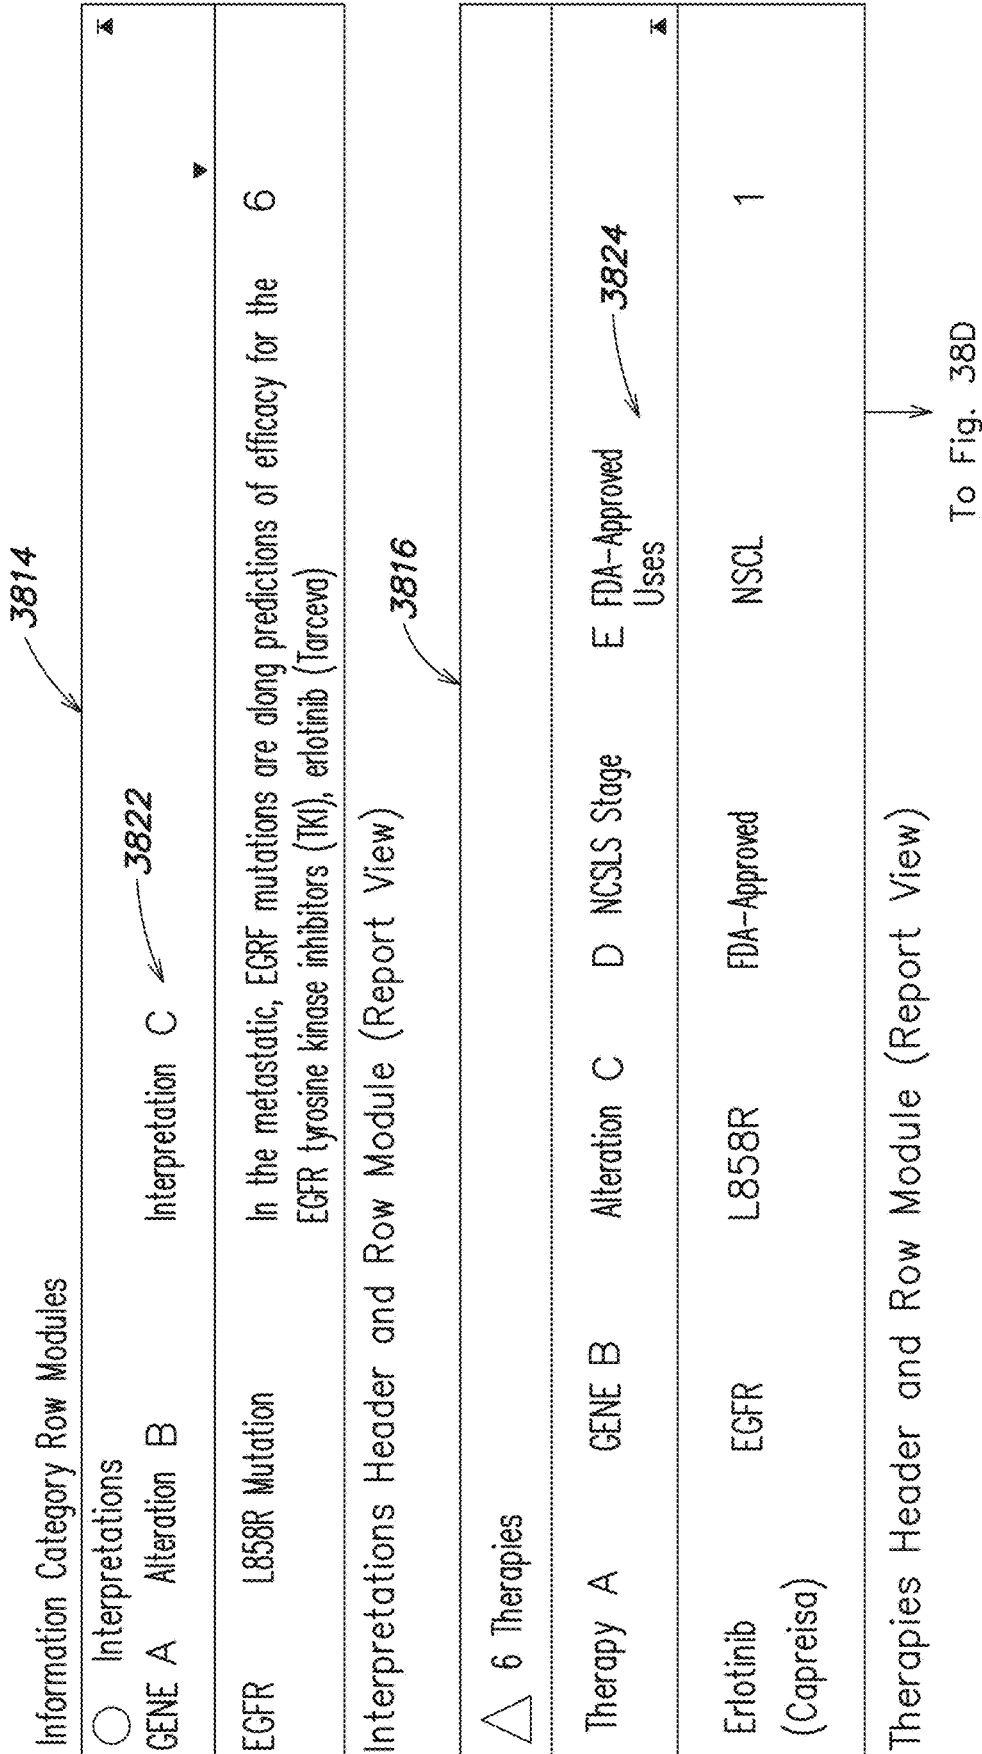 Information Category Row Modules
3814
Interpretations
GENE A Alteration B Interpretation C
3822
EGFR L858R Mutation In the metastatic, EGRF mutations are along predictions of efficacy for the 6
EGFR tyrosine kinase inhibitors (TKI), erlotinib (Tarceva)
Interpretations Header and Row Module (Report View)
3816
6 Therapies
Therapy A GENE B Alteration C D NCSLS Stage E FDA-Approved
Uses
3824
Erlotinib EGFR L858R FDA-Approved NSCL 1
(Capreisa)
Therapies Header and Row Module (Report View)
To Fig. 38D